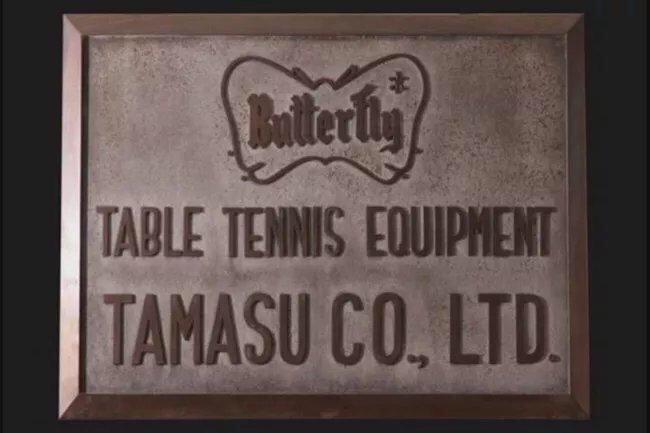 Butterfly
TABLE TENNIS EQUIPMENT
TAMASU CO., LTD.